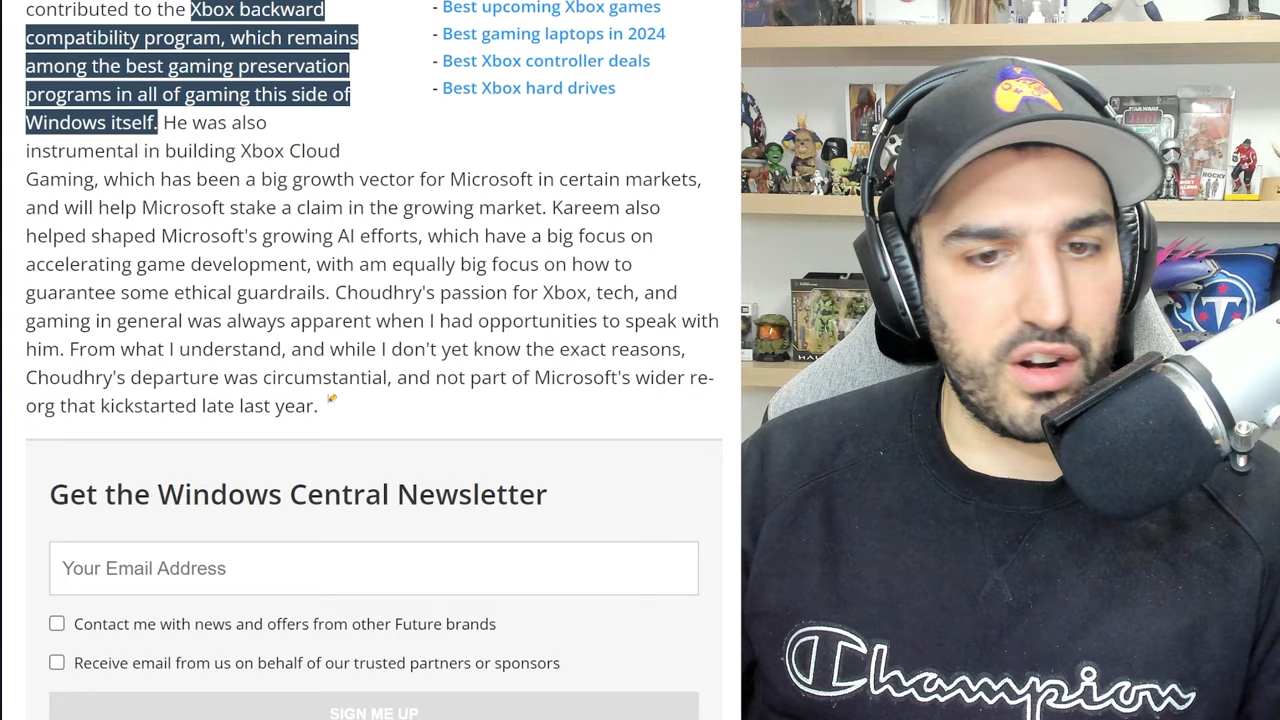 contributed to the Xbox backward
compatibility program, which remains
among the best gaming preservation
programs in all of gaming this side of
Windows itself. He was also
instrumental in building Xbox Cloud
Gaming, which has been a big growth vector for Microsoft in certain markets,
and will help Microsoft stake a claim in the growing market. Kareem also
helped shaped Microsoft's growing AI efforts, which have a big focus on
accelerating game development, with am equally big focus on how to
guarantee some ethical guardrails. Choudhry's passion for Xbox, tech, and
gaming in general was always apparent when I had opportunities to speak with
him. From what I understand, and while I don't yet know the exact reasons,
Choudhry's departure was circumstantial, and not part of Microsoft's wider re-
org that kickstarted late last year.
- Best upcoming Xbox games
- Best gaming laptops in 2024
- Best Xbox controller deals
- Best Xbox hard drives
Get the Windows Central Newsletter
Your Email Address
Contact me with news and offers from other Future brands
Receive email from us on behalf of our trusted partners or sponsors
SIGN ME UP
STAR WARS
JEDI
ROCKY
HALO
Champion